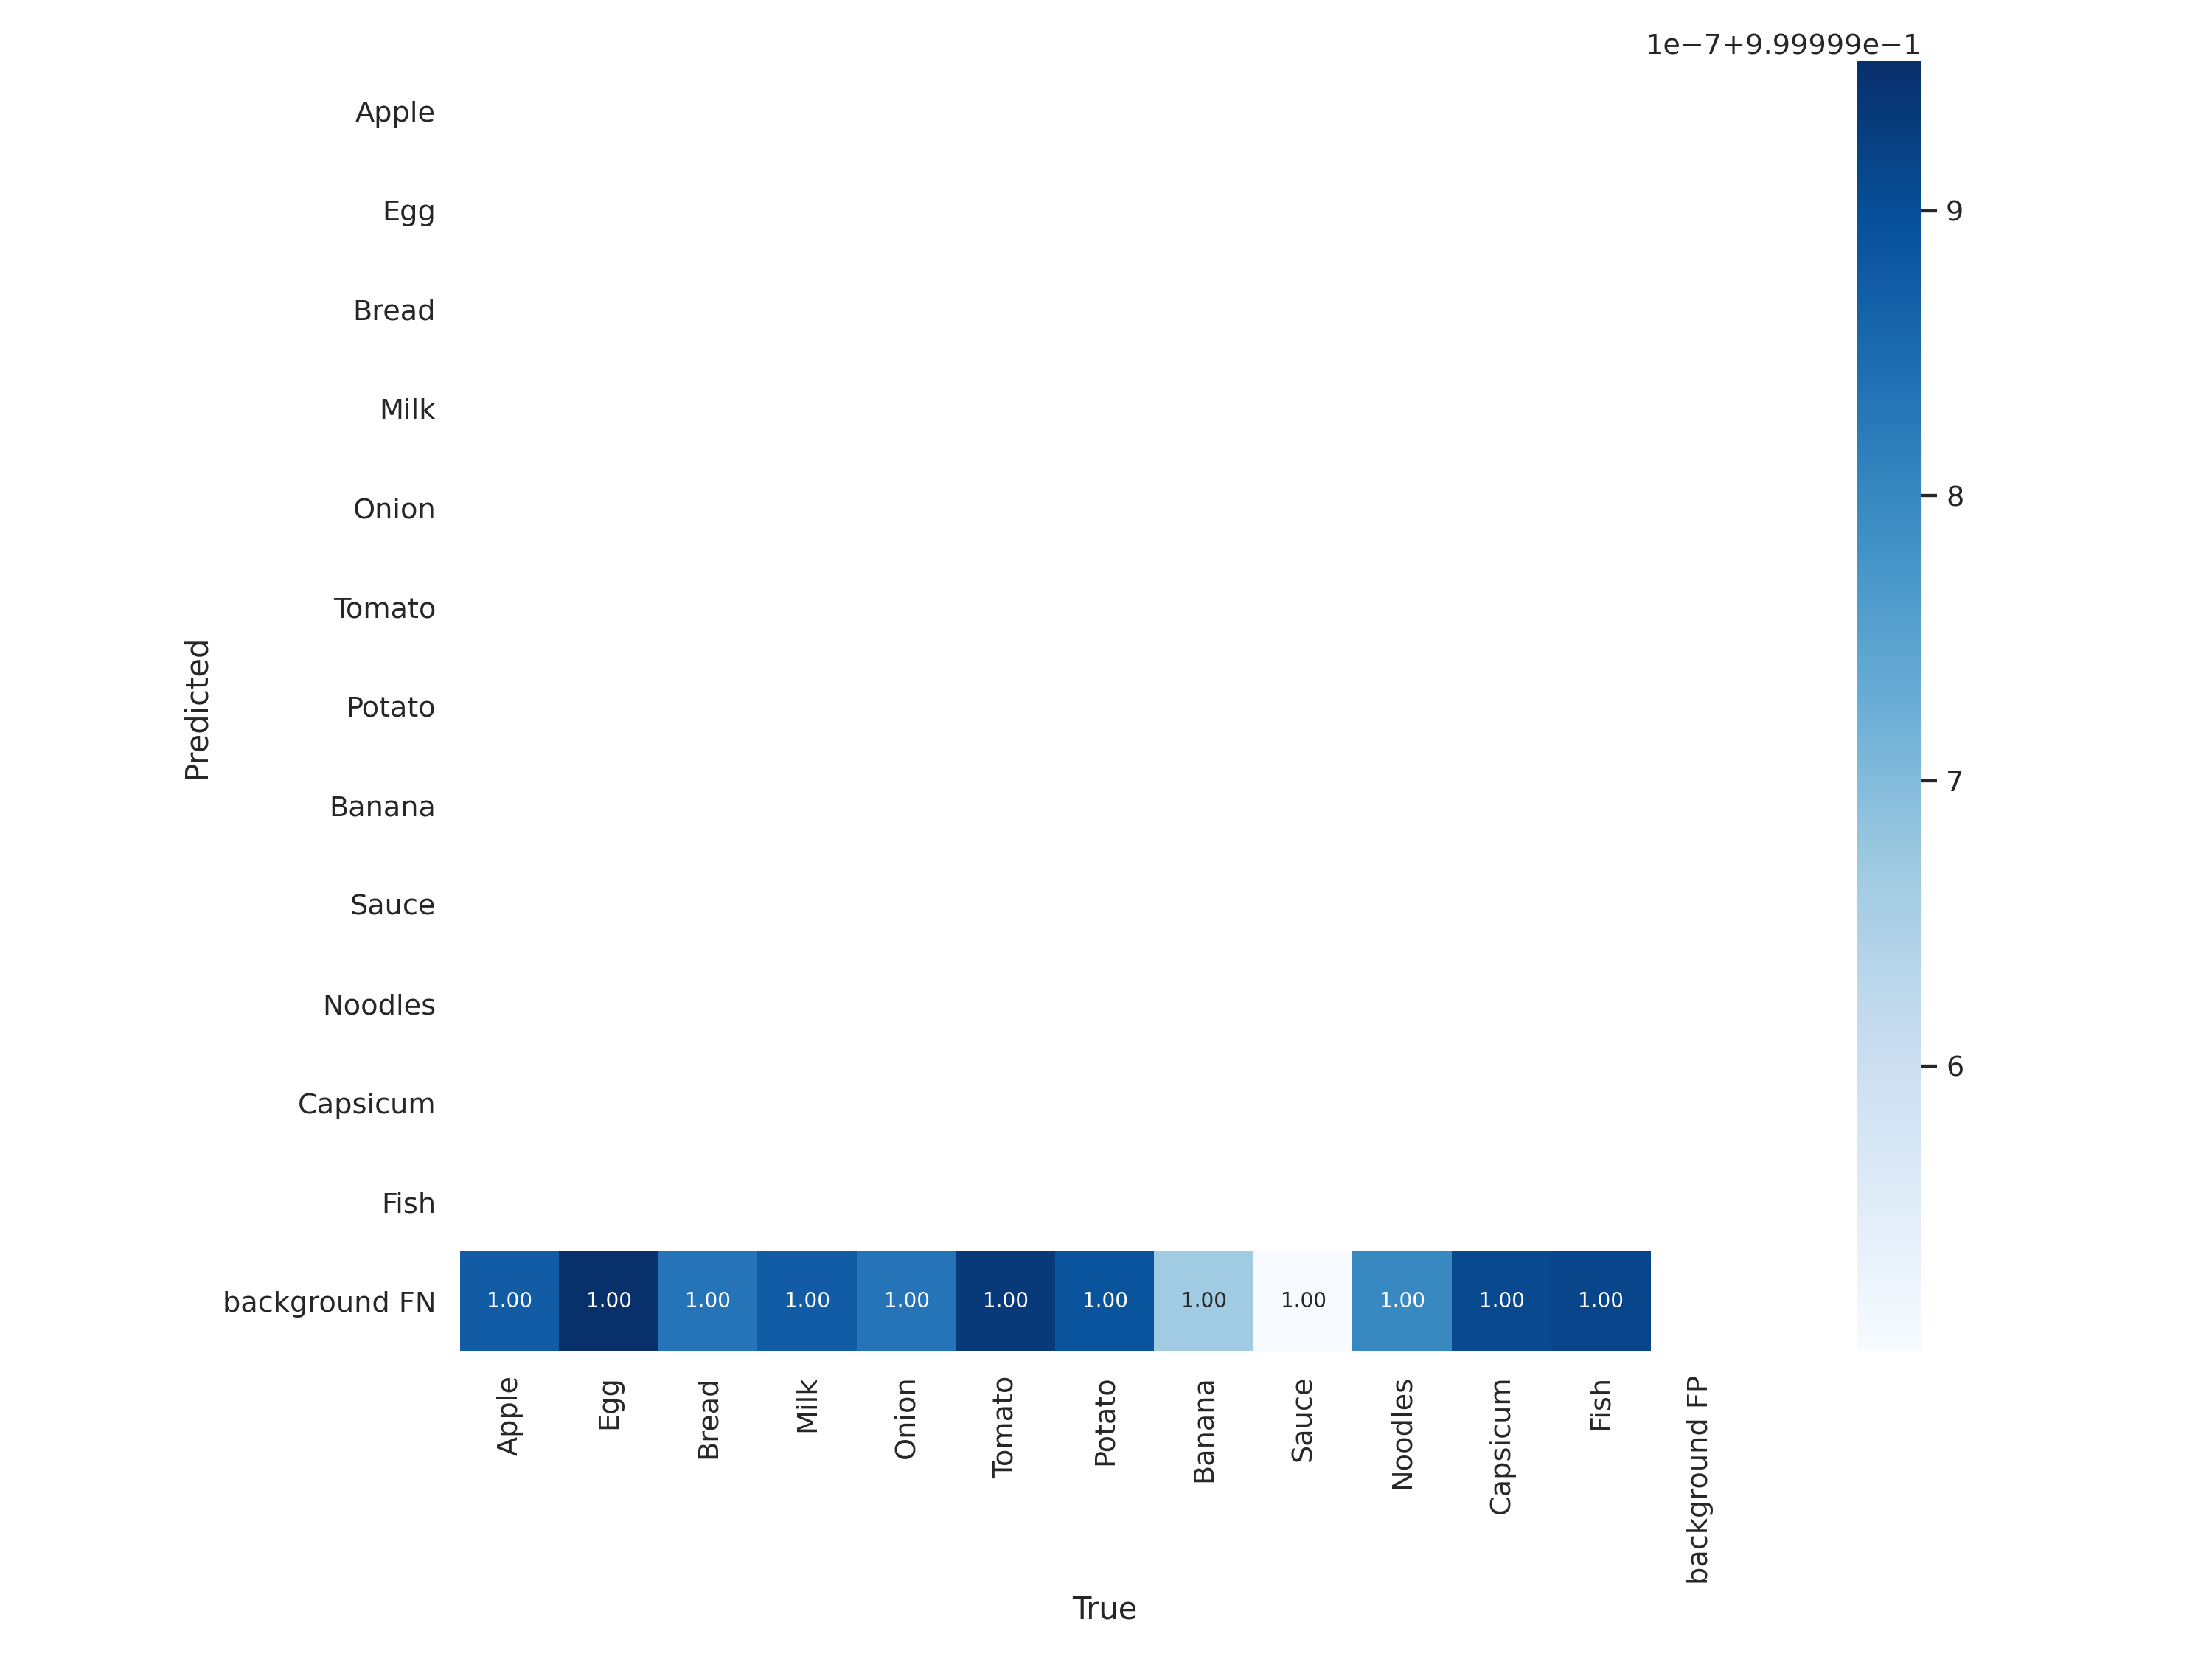 1e−7+9.99999e−1
Apple
Egg
Bread
Milk
Onion
Tomato
Potato
Banana
Sauce
Noodles
Capsicum
Fish
background FN
Predicted
1.00 1.00 1.00 1.00 1.00 1.00 1.00 1.00 1.00 1.00 1.00 1.00
Apple
Egg
Bread
Milk
Onion
Tomato
Potato
Banana
Sauce
Noodles
Capsicum
Fish
background FP
True
9
8
7
6